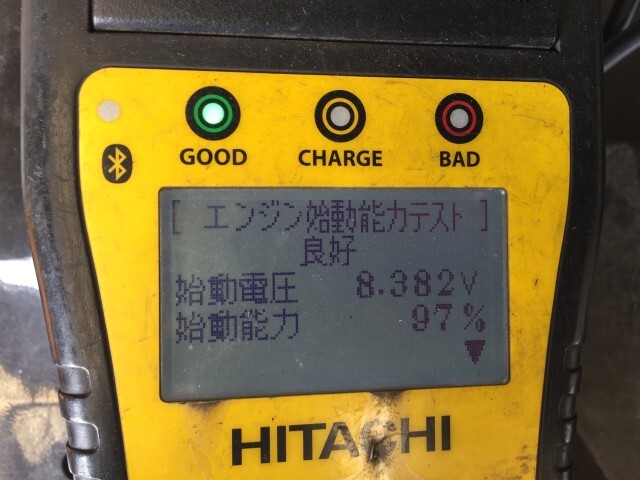 GOOD CHARGE BAD
[ エンジン始動能力テスト ]
良好
始動電圧 8.382V
始動能力 97%
▼
HITACHI